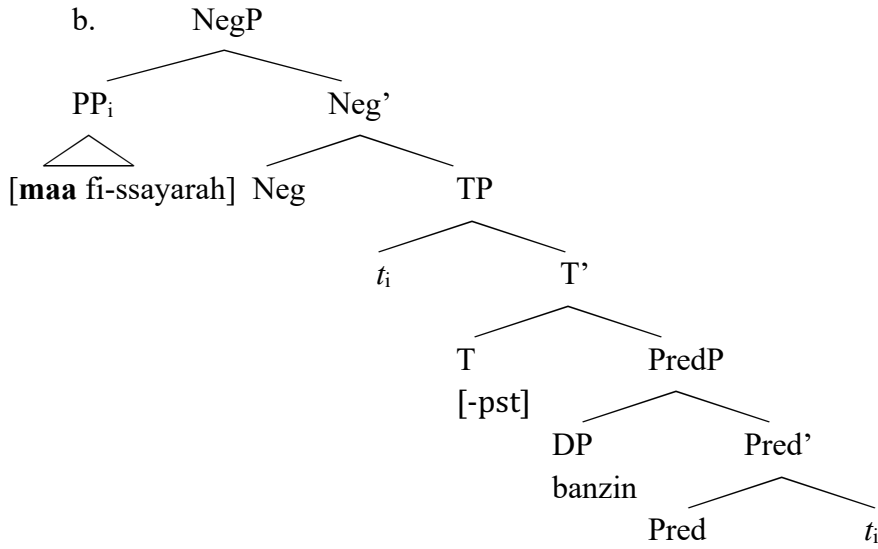 b. NegP
PPi Neg’
[maa fi-ssayarah] Neg TP
ti T’
T PredP
[-pst]
DP Pred’
banzin
Pred ti